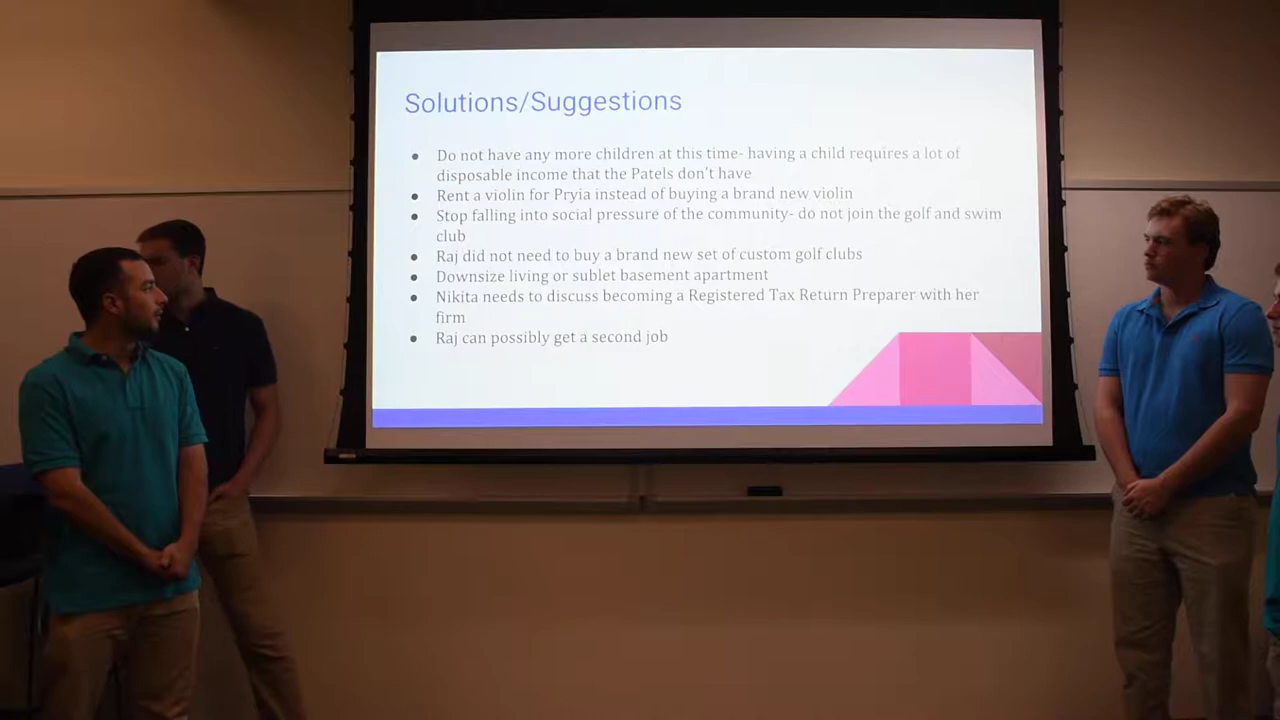 Solutions/Suggestions
● Do not have any more children at this time- having a child requires a lot of
disposable income that the Patels don't have
● Rent a violin for Pryia instead of buying a brand new violin
● Stop falling into social pressure of the community- do not join the golf and swim
club
● Raj did not need to buy a brand new set of custom golf clubs
● Downsize living or sublet basement apartment
● Nikita needs to discuss becoming a Registered Tax Return Preparer with her
firm
● Raj can possibly get a second job